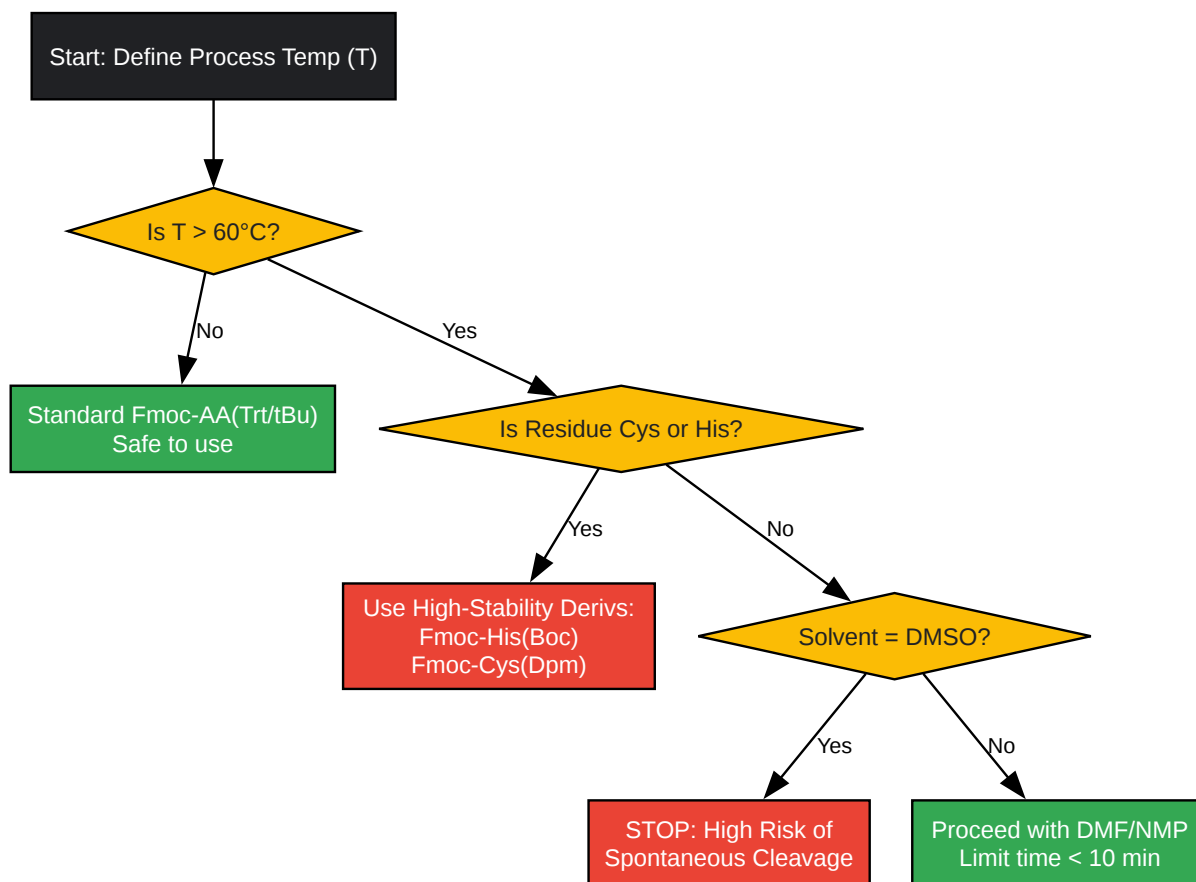 Start: Define Process Temp (T)
Is T > 60°C?
No
Yes
Standard Fmoc-AA(Trt/tBu)
Safe to use
Is Residue Cys or His?
Yes
No
Use High-Stability Derivs:
Fmoc-His(Boc)
Fmoc-Cys(Dpm)
Solvent = DMSO?
Yes
No
STOP: High Risk of
Spontaneous Cleavage
Proceed with DMF/NMP
Limit time < 10 min